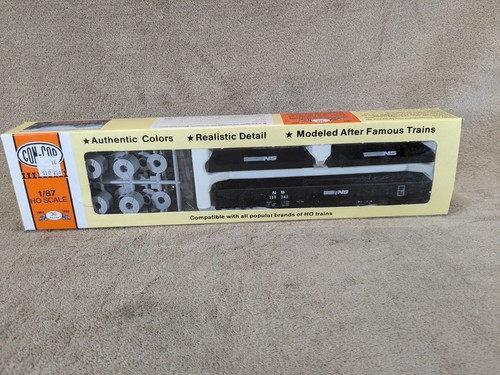 ★Authentic Colors ★Realistic Detail ★Modeled After Famous Trains
CON-COR
1/87
HO SCALE
NS
NS
NS
NS
Compatible with all popular brands of HO trains